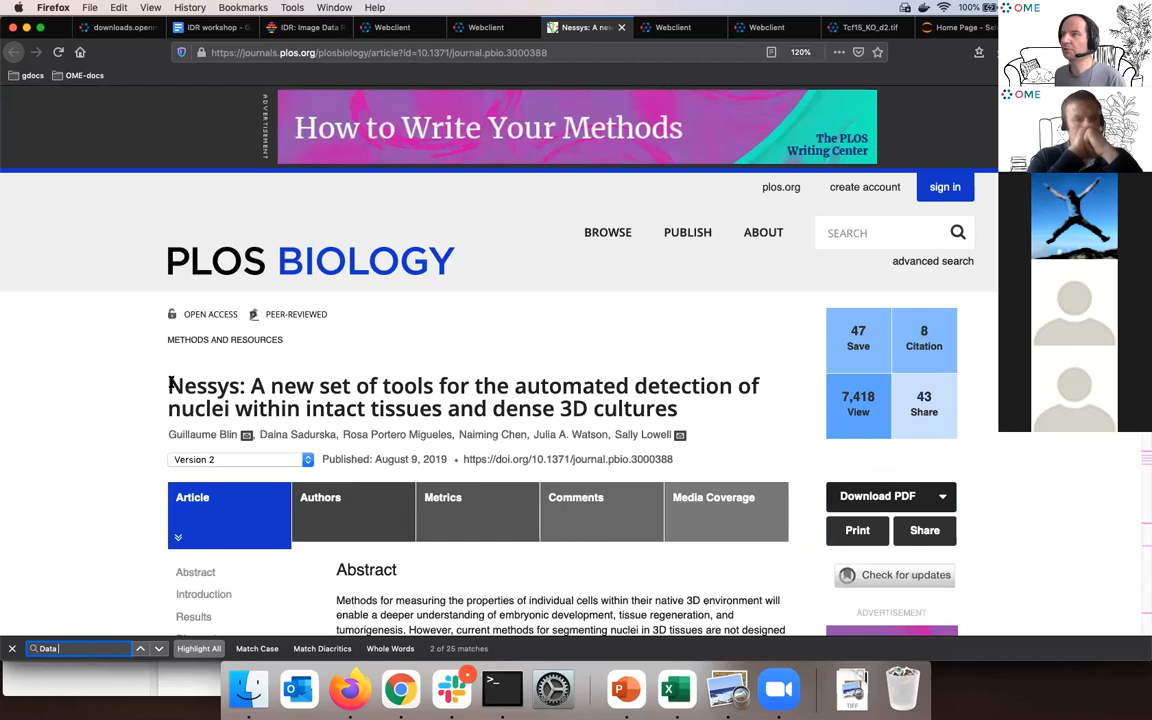 Firefox File Edit View History Bookmarks Tools Window Help 100%
downloads.openm IDR workshop - G IDR: Image Data R Webclient Webclient Nessys: A new Webclient Webclient Tcf15_KO_d2.tif Home Page - Se
https://journals.plos.org/plosbiology/article?id=10.1371/journal.pbio.3000388 120%
gdocs OME-docs
OME
OME
ADVERTISEMENT
How to Write Your Methods
The PLOS
Writing Center
plos.org create account sign in
PLOS BIOLOGY
BROWSE PUBLISH ABOUT SEARCH
advanced search
OPEN ACCESS PEER-REVIEWED
METHODS AND RESOURCES
Nessys: A new set of tools for the automated detection of
nuclei within intact tissues and dense 3D cultures
Guillaume Blin, Daina Sadurska, Rosa Portero Migueles, Naiming Chen, Julia A. Watson, Sally Lowell
Version 2 Published: August 9, 2019 • https://doi.org/10.1371/journal.pbio.3000388
47
Save
8
Citation
7,418
View
43
Share
Article Authors Metrics Comments Media Coverage
Download PDF
Print Share
Check for updates
ADVERTISEMENT
Abstract
Introduction
Results
Abstract
Methods for measuring the properties of individual cells within their native 3D environment will
enable a deeper understanding of embryonic development, tissue regeneration, and
tumorigenesis. However, current methods for segmenting nuclei in 3D tissues are not designed
Data Highlight All Match Case Match Diacritics Whole Words 2 of 25 matches
TIFF